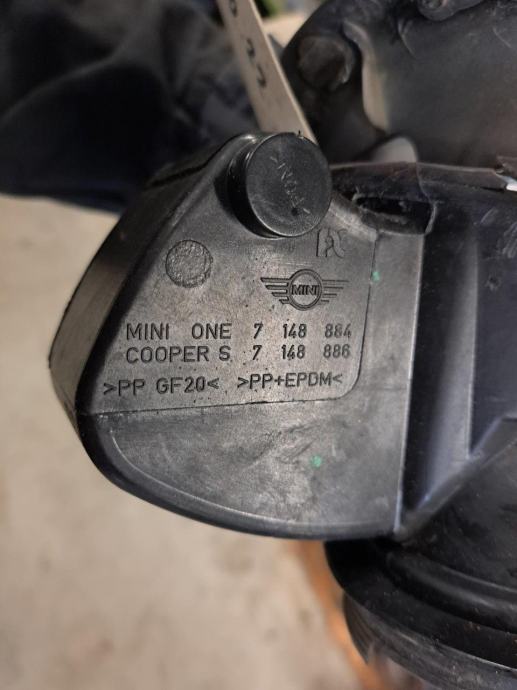 MINI
MINI ONE 7 148 884
COOPER S 7 148 886
>PP GF20< >PP+EPDM<